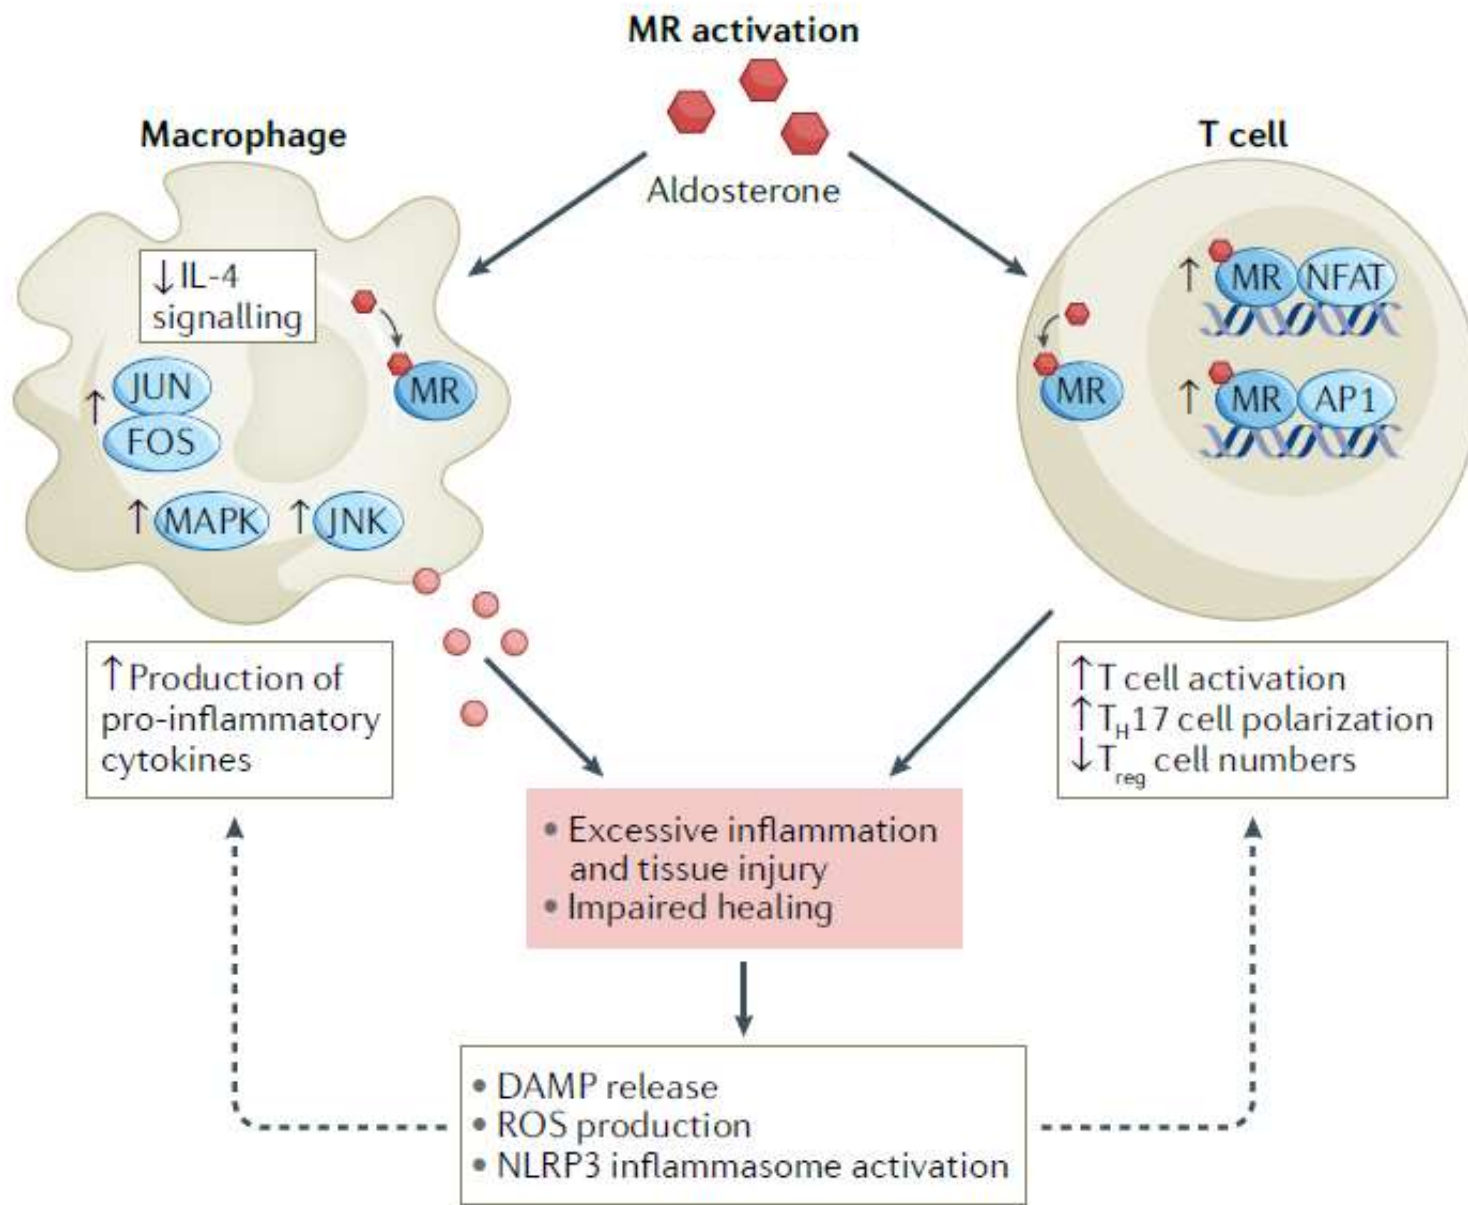 MR activation
Aldosterone
Macrophage
↓IL-4
signalling
MR
↑
JUN
FOS
↑MAPK
↑JNK
↑Production of
pro-inflammatory
cytokines
T cell
MR
↑MR NFAT
↑MR AP1
↑T cell activation
↑T_H17 cell polarization
↓T_reg cell numbers
• Excessive inflammation
and tissue injury
• Impaired healing
• DAMP release
• ROS production
• NLRP3 inflammasome activation